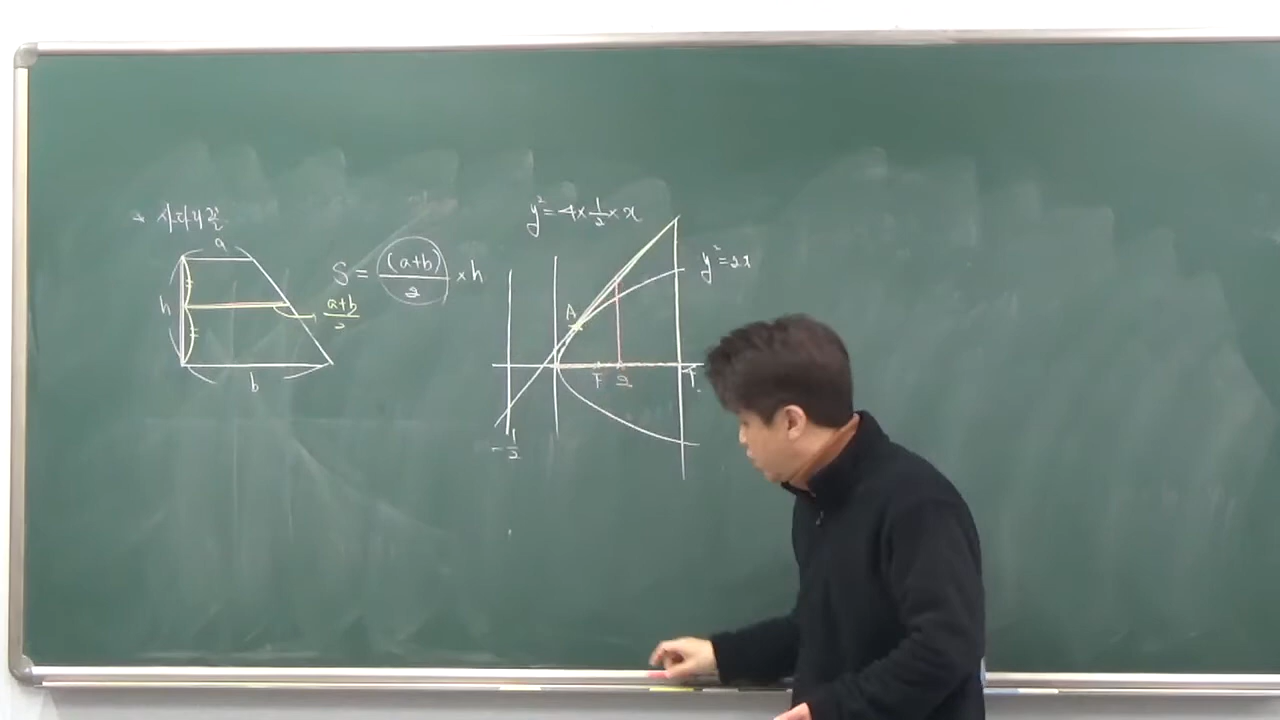 * 사다리꼴
a
h
b
S = (a+b)/2 × h
a+b/2
y² = 4×1/2×x
y² = 2x
A
F 2
-1/2